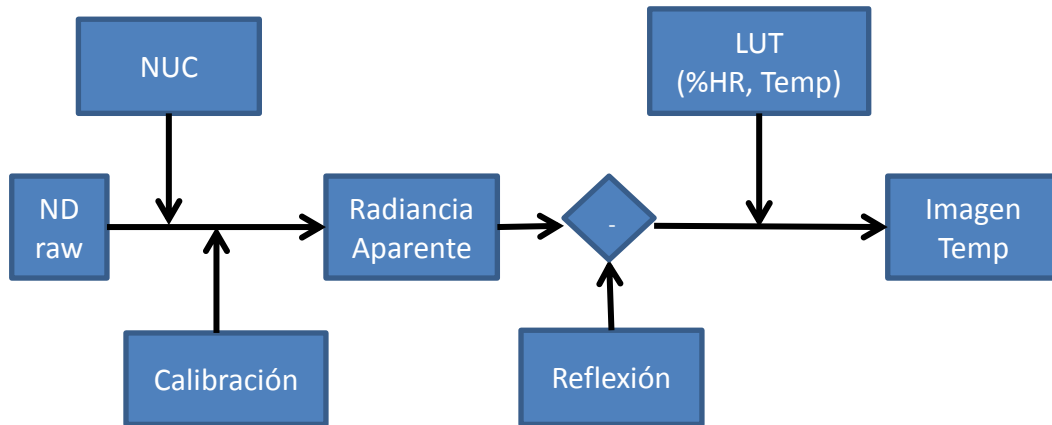 NUC
LUT
(%HR, Temp)
ND
raw
Radiancia
Aparente
-
Imagen
Temp
Calibración
Reflexión